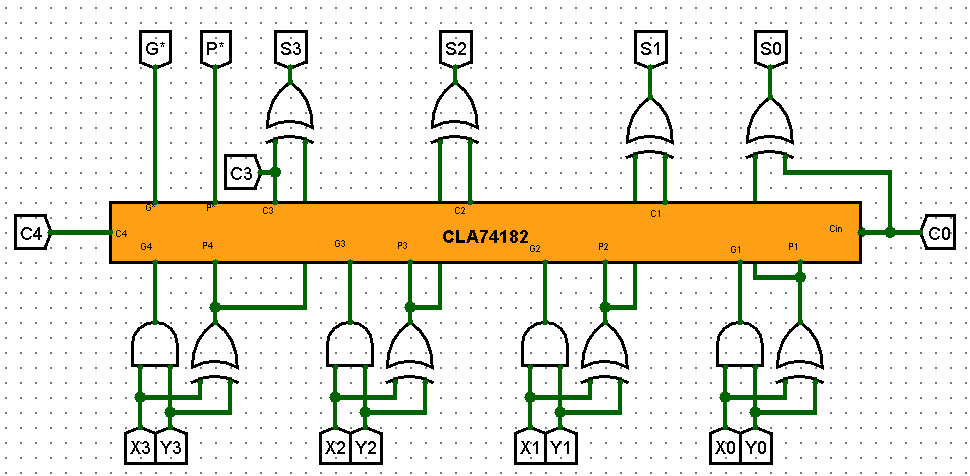 G* P* S3 S2 S1 S0
C3
G* P* C3 C2 C1
C4 C4 CLA74182 Cin C0
G4 P4 G3 P3 G2 P2 G1 P1
X3 Y3 X2 Y2 X1 Y1 X0 Y0